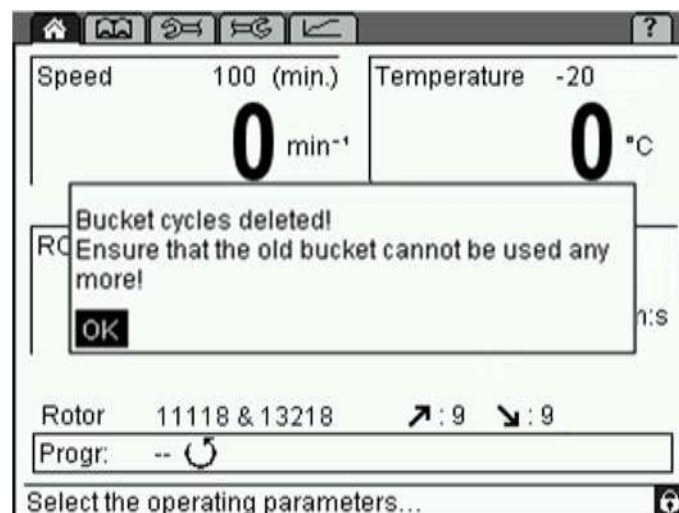 ?
Speed 100 (min.)
Temperature -20
0 min⁻¹
0 °C
Bucket cycles deleted!
Ensure that the old bucket cannot be used any
more!
OK
Rotor 11118 & 13218 ↗:9 ↘:9
Progr: --
Select the operating parameters...